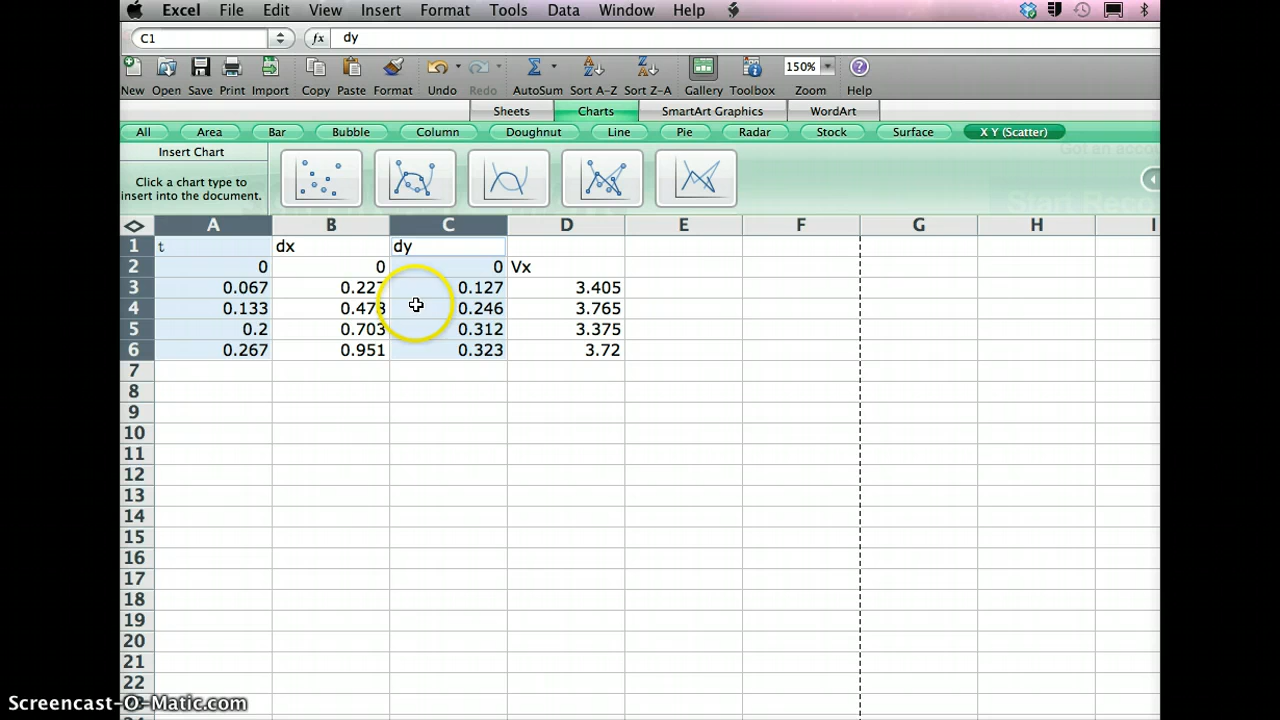 Excel File Edit View Insert Format Tools Data Window Help
C1 fx dy
150%
New Open Save Print Import Copy Paste Format Undo Redo AutoSum Sort A-Z Sort Z-A Gallery Toolbox Zoom Help
Sheets Charts SmartArt Graphics WordArt
All Area Bar Bubble Column Doughnut Line Pie Radar Stock Surface X Y (Scatter)
Insert Chart
Click a chart type to
insert into the document.
A B C D E F G H I
1 t dx dy
2 0 0 0 Vx
3 0.067 0.227 0.127 3.405
4 0.133 0.473 0.246 3.765
5 0.2 0.703 0.312 3.375
6 0.267 0.951 0.323 3.72
7
8
9
10
11
12
13
14
15
16
17
18
19
20
21
22
Screencast-O-Matic.com